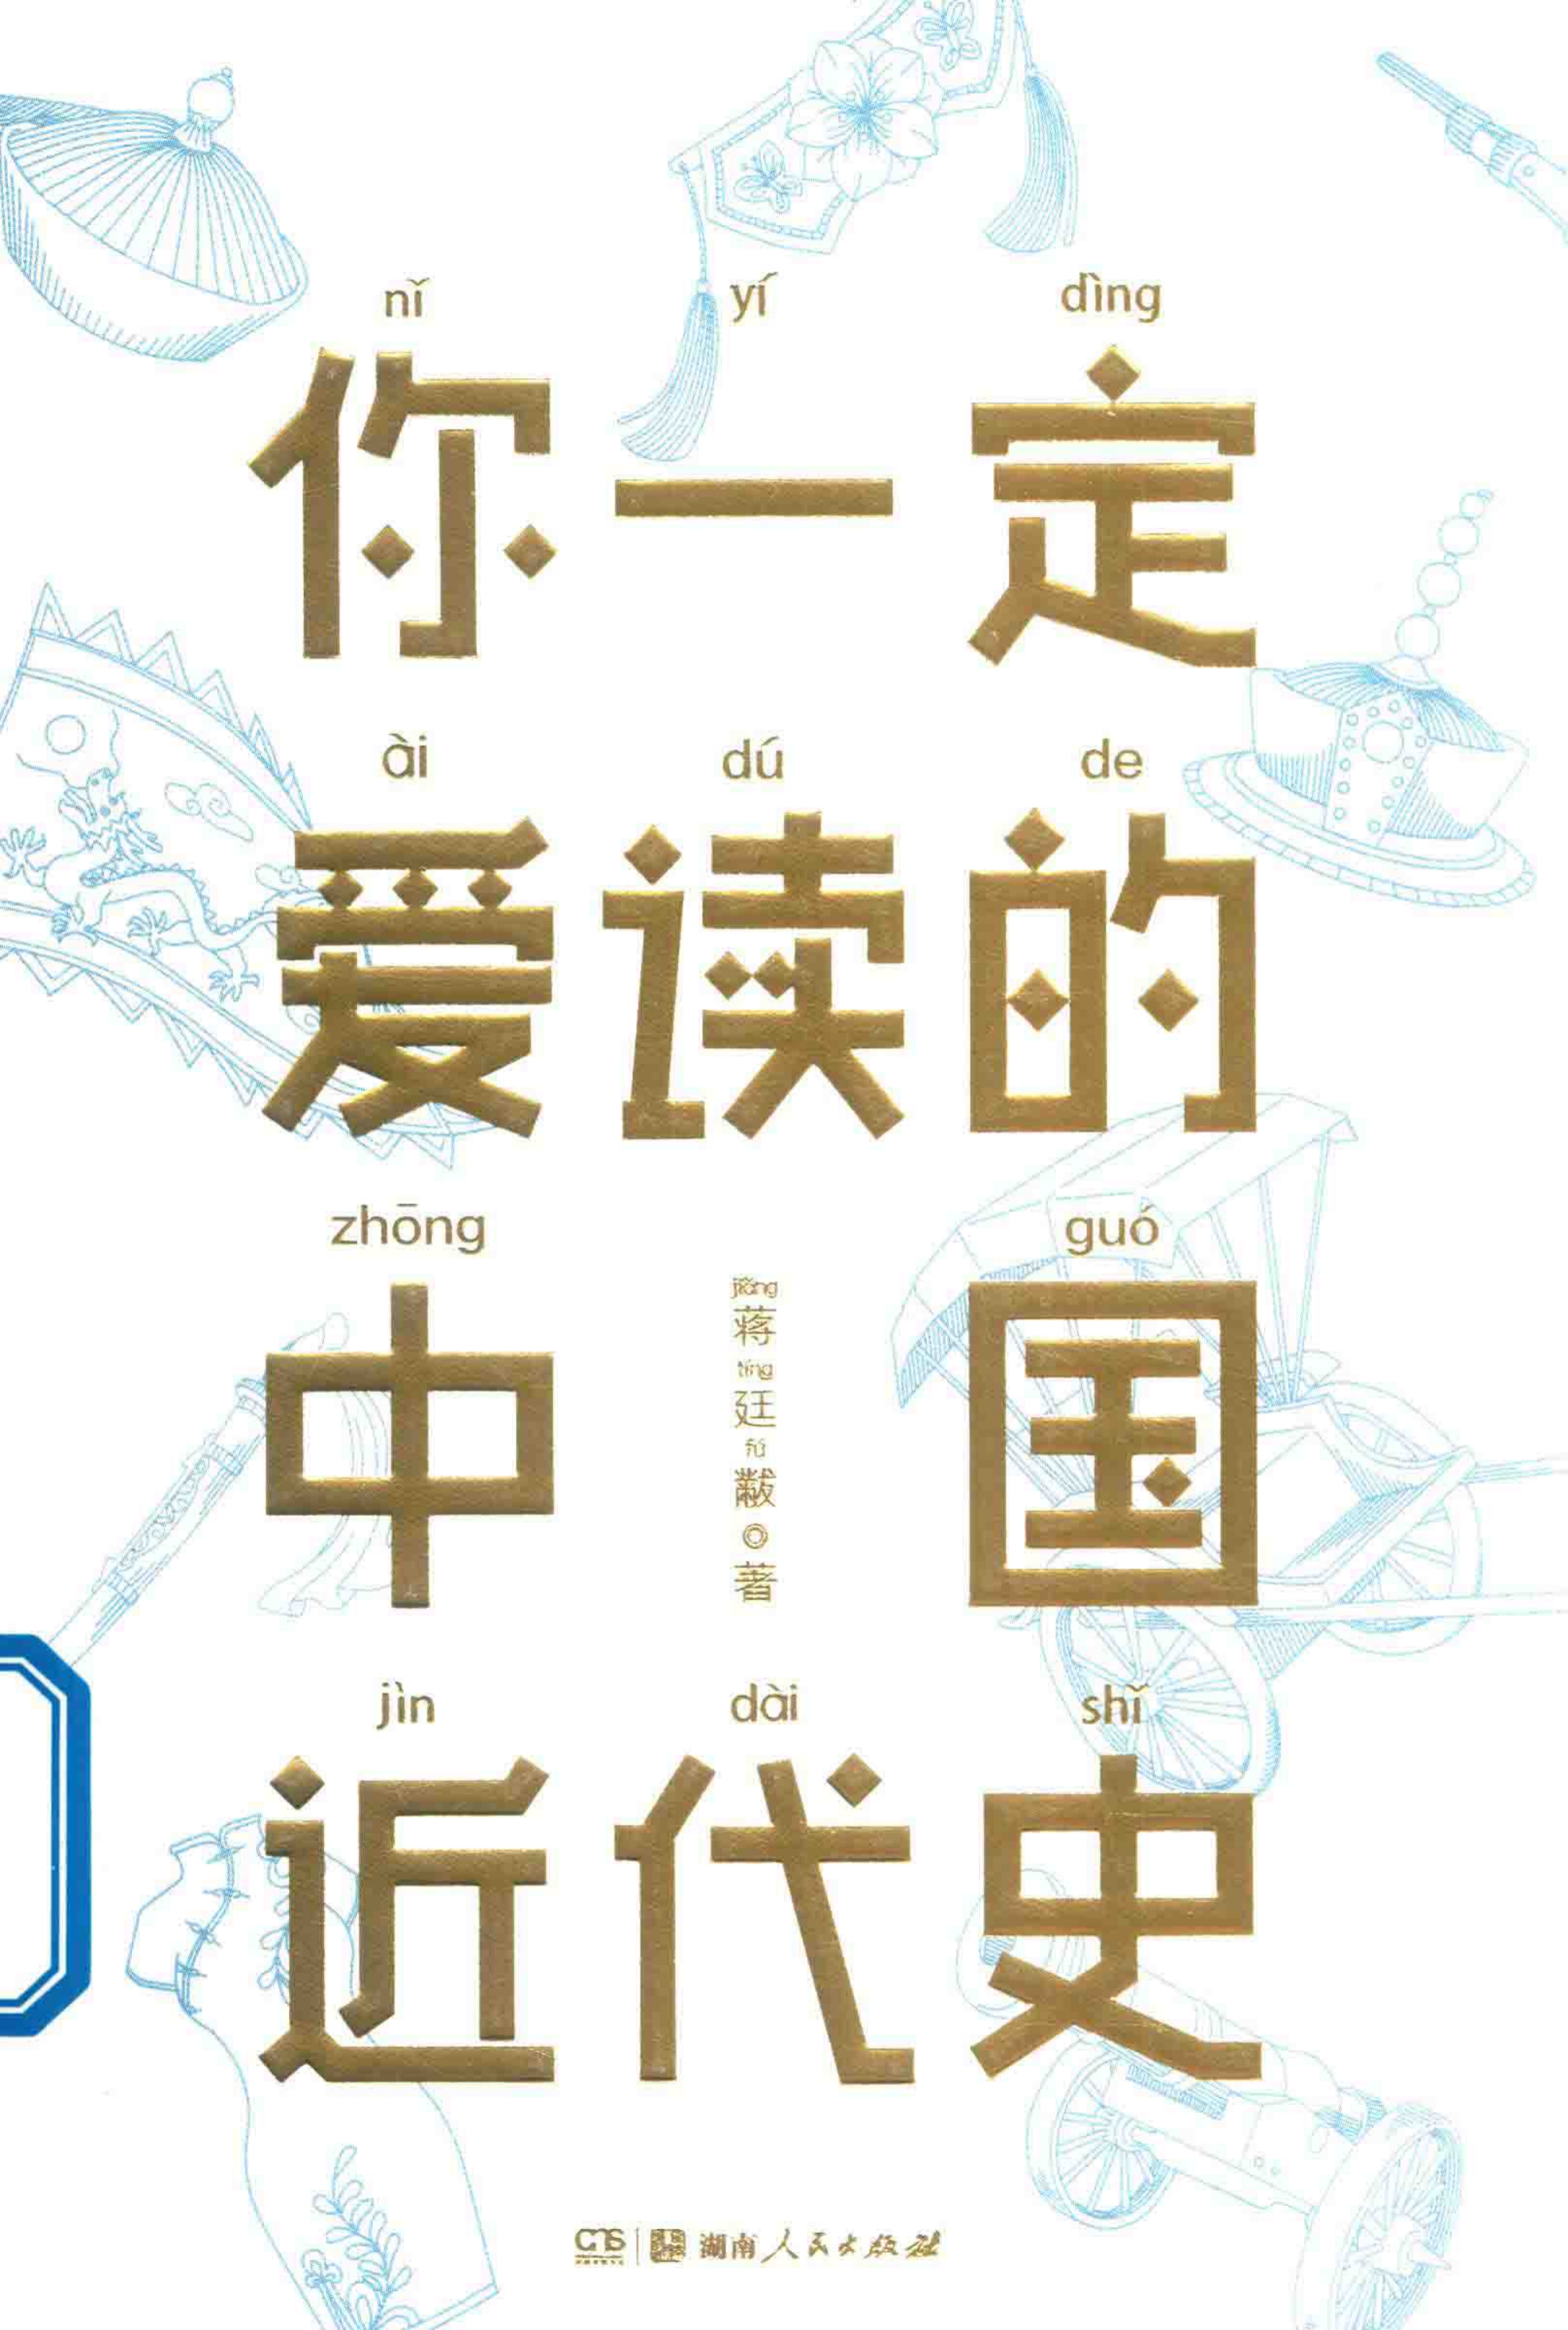 nǐ yí dìng
你一定
ài dú de
爱读的
zhōng guó
中国
jiǎng
蒋
tíng
廷
fú
黻
◎
著
jìn dài shǐ
近代史
CNS 湖南人民出版社